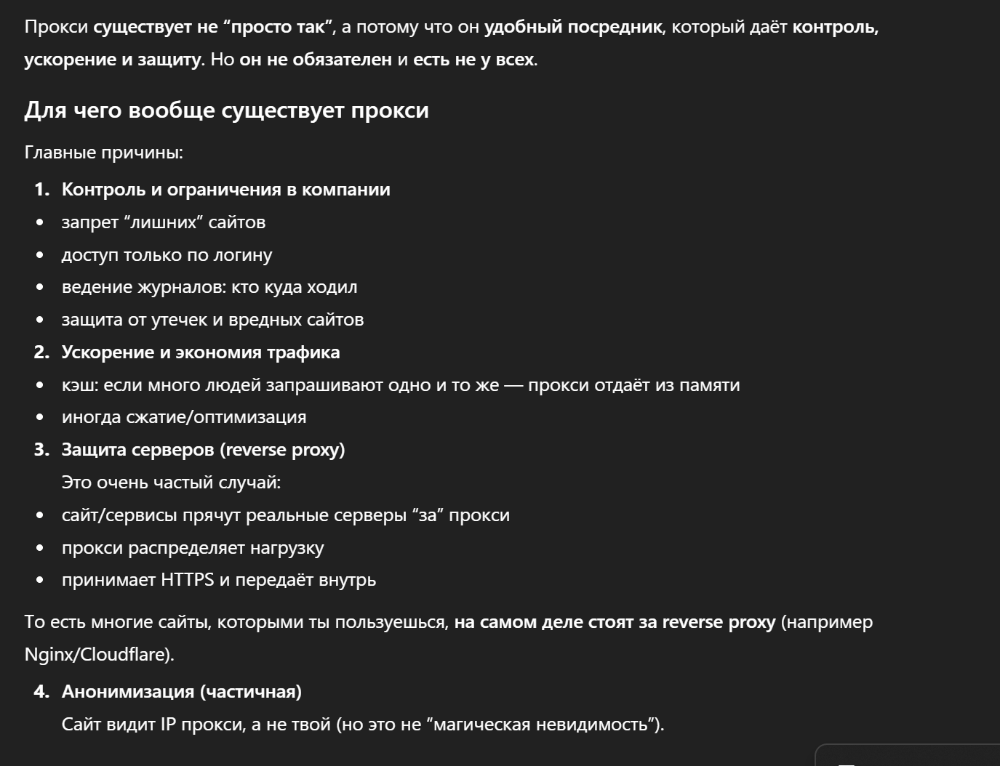 Прокси существует не “просто так”, а потому что он удобный посредник, который даёт контроль,
ускорение и защиту. Но он не обязателен и есть не у всех.
Для чего вообще существует прокси
Главные причины:
1. Контроль и ограничения в компании
• запрет “лишних” сайтов
• доступ только по логину
• ведение журналов: кто куда ходил
• защита от утечек и вредных сайтов
2. Ускорение и экономия трафика
• кэш: если много людей запрашивают одно и то же — прокси отдаёт из памяти
• иногда сжатие/оптимизация
3. Защита серверов (reverse proxy)
Это очень частый случай:
• сайт/сервисы прячут реальные серверы “за” прокси
• прокси распределяет нагрузку
• принимает HTTPS и передаёт внутрь
То есть многие сайты, которыми ты пользуешься, на самом деле стоят за reverse proxy (например
Nginx/Cloudflare).
4. Анонимизация (частичная)
Сайт видит IP прокси, а не твой (но это не “магическая невидимость”).